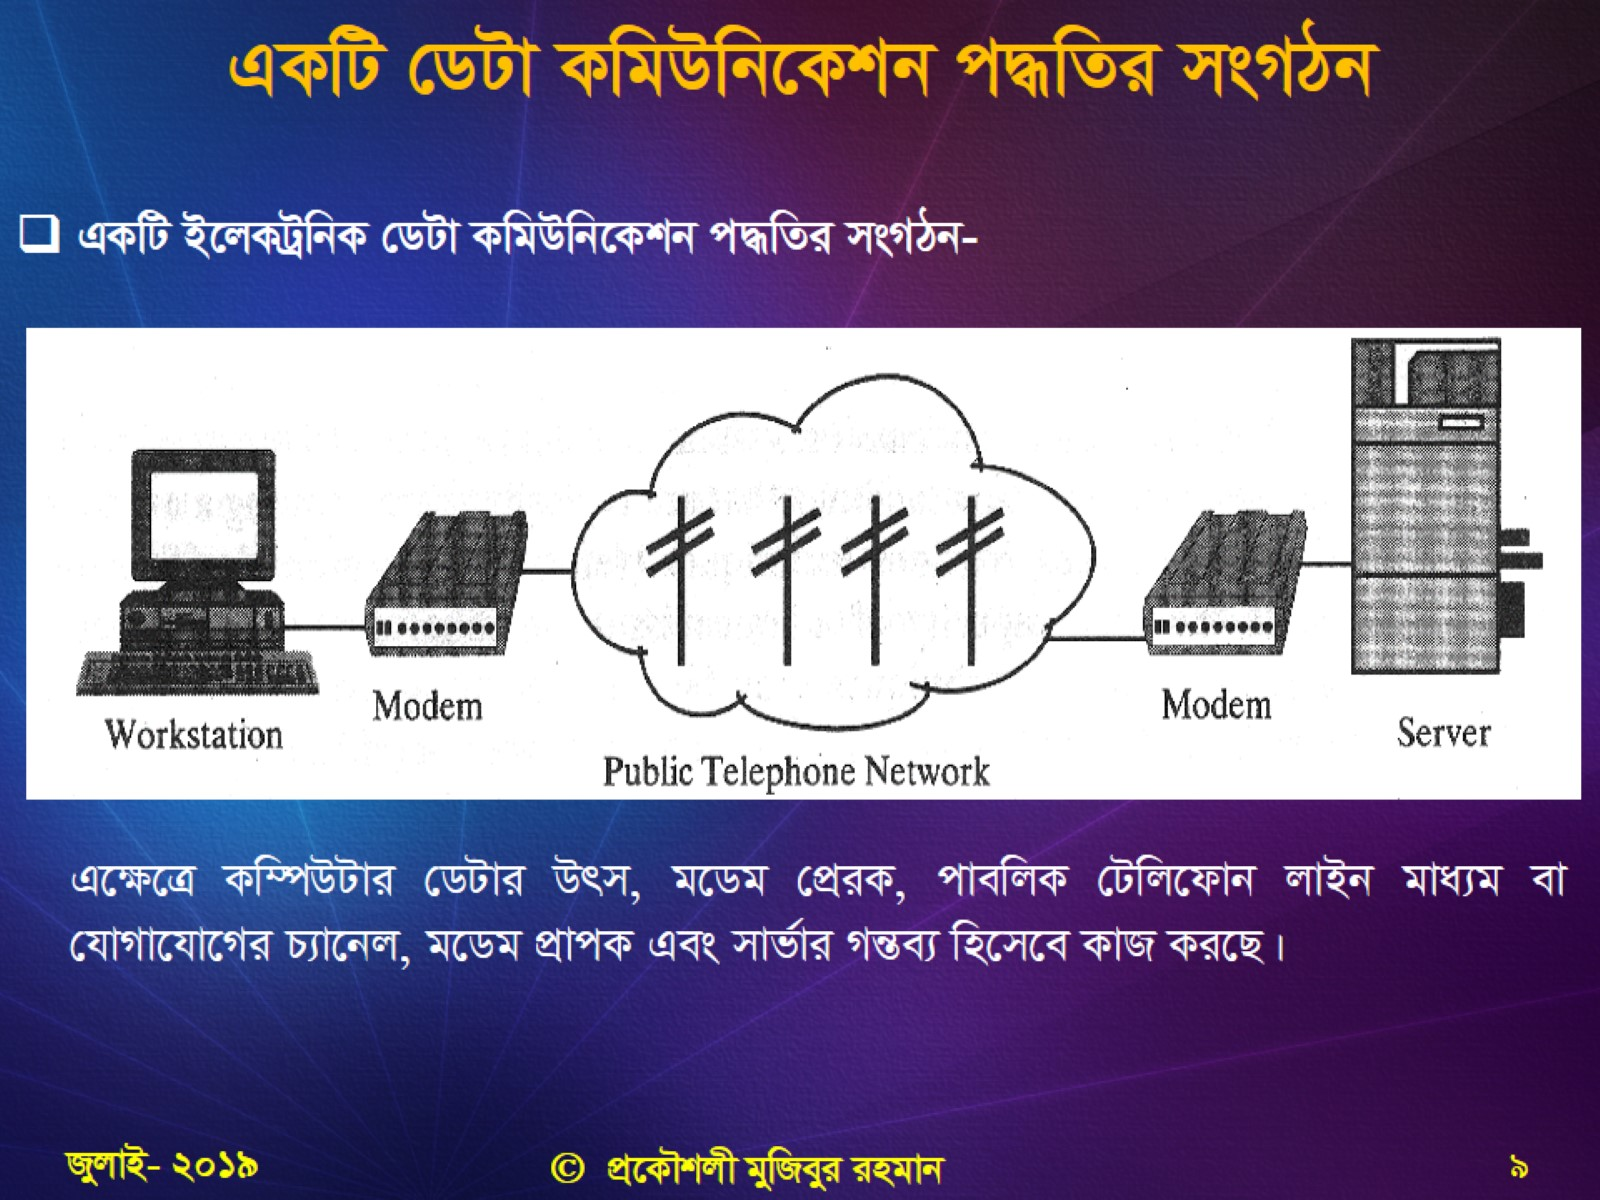 একটি ডেটা কমিউনিকেশন পদ্ধতির সংগঠন
❑ একটি ইলেকট্রনিক ডেটা কমিউনিকেশন পদ্ধতির সংগঠন-
Workstation
Modem
Public Telephone Network
Modem
Server
এক্ষেত্রে কম্পিউটার ডেটার উৎস, মডেম প্রেরক, পাবলিক টেলিফোন লাইন মাধ্যম বা
যোগাযোগের চ্যানেল, মডেম প্রাপক এবং সার্ভার গন্তব্য হিসেবে কাজ করছে।
জুলাই- ২০১৯
© প্রকৌশলী মুজিবুর রহমান
৯